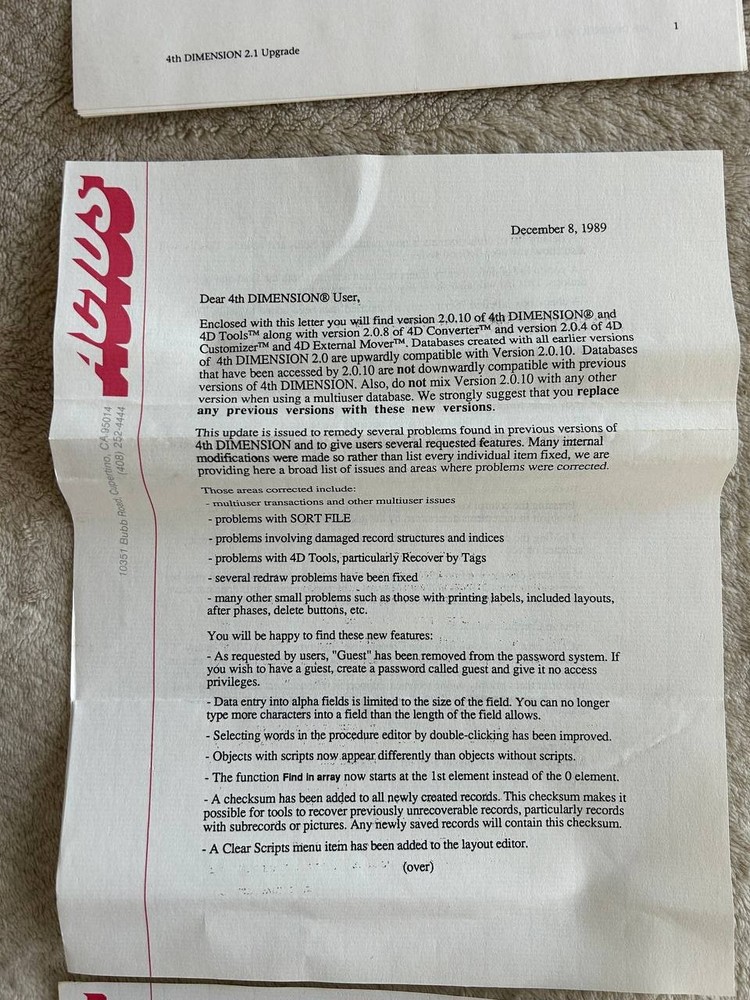 1
4th DIMENSION 2.1 Upgrade
ACIUS
10351 Bubb Road Cupertino, CA 95014
(408) 252-4444
December 8, 1989
Dear 4th DIMENSION® User,
Enclosed with this letter you will find version 2.0.10 of 4th DIMENSION® and
4D Tools™ along with version 2.0.8 of 4D Converter™ and version 2.0.4 of 4D
Customizer™ and 4D External Mover™. Databases created with all earlier versions
of 4th DIMENSION 2.0 are upwardly compatible with Version 2.0.10. Databases
that have been accessed by 2.0.10 are not downwardly compatible with previous
versions of 4th DIMENSION. Also, do not mix Version 2.0.10 with any other
version when using a multiuser database. We strongly suggest that you replace
any previous versions with these new versions.
This update is issued to remedy several problems found in previous versions of
4th DIMENSION and to give users several requested features. Many internal
modifications were made so rather than list every individual item fixed, we are
providing here a broad list of issues and areas where problems were corrected.
Those areas corrected include:
- multiuser transactions and other multiuser issues
- problems with SORT FILE
- problems involving damaged record structures and indices
- problems with 4D Tools, particularly Recover by Tags
- several redraw problems have been fixed
- many other small problems such as those with printing labels, included layouts,
after phases, delete buttons, etc.
You will be happy to find these new features:
- As requested by users, "Guest" has been removed from the password system. If
you wish to have a guest, create a password called guest and give it no access
privileges.
- Data entry into alpha fields is limited to the size of the field. You can no longer
type more characters into a field than the length of the field allows.
- Selecting words in the procedure editor by double-clicking has been improved.
- Objects with scripts now appear differently than objects without scripts.
- The function Find in array now starts at the 1st element instead of the 0 element.
- A checksum has been added to all newly created records. This checksum makes it
possible for tools to recover previously unrecoverable records, particularly records
with subrecords or pictures. Any newly saved records will contain this checksum.
- A Clear Scripts menu item has been added to the layout editor.
(over)